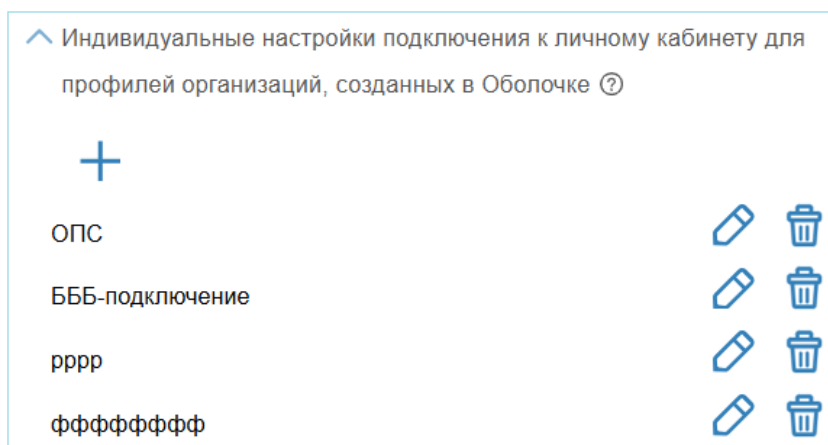 Индивидуальные настройки подключения к личному кабинету для
профилей организаций, созданных в Оболочке ?
ОПС
БББ-подключение
рррр
фффффффф